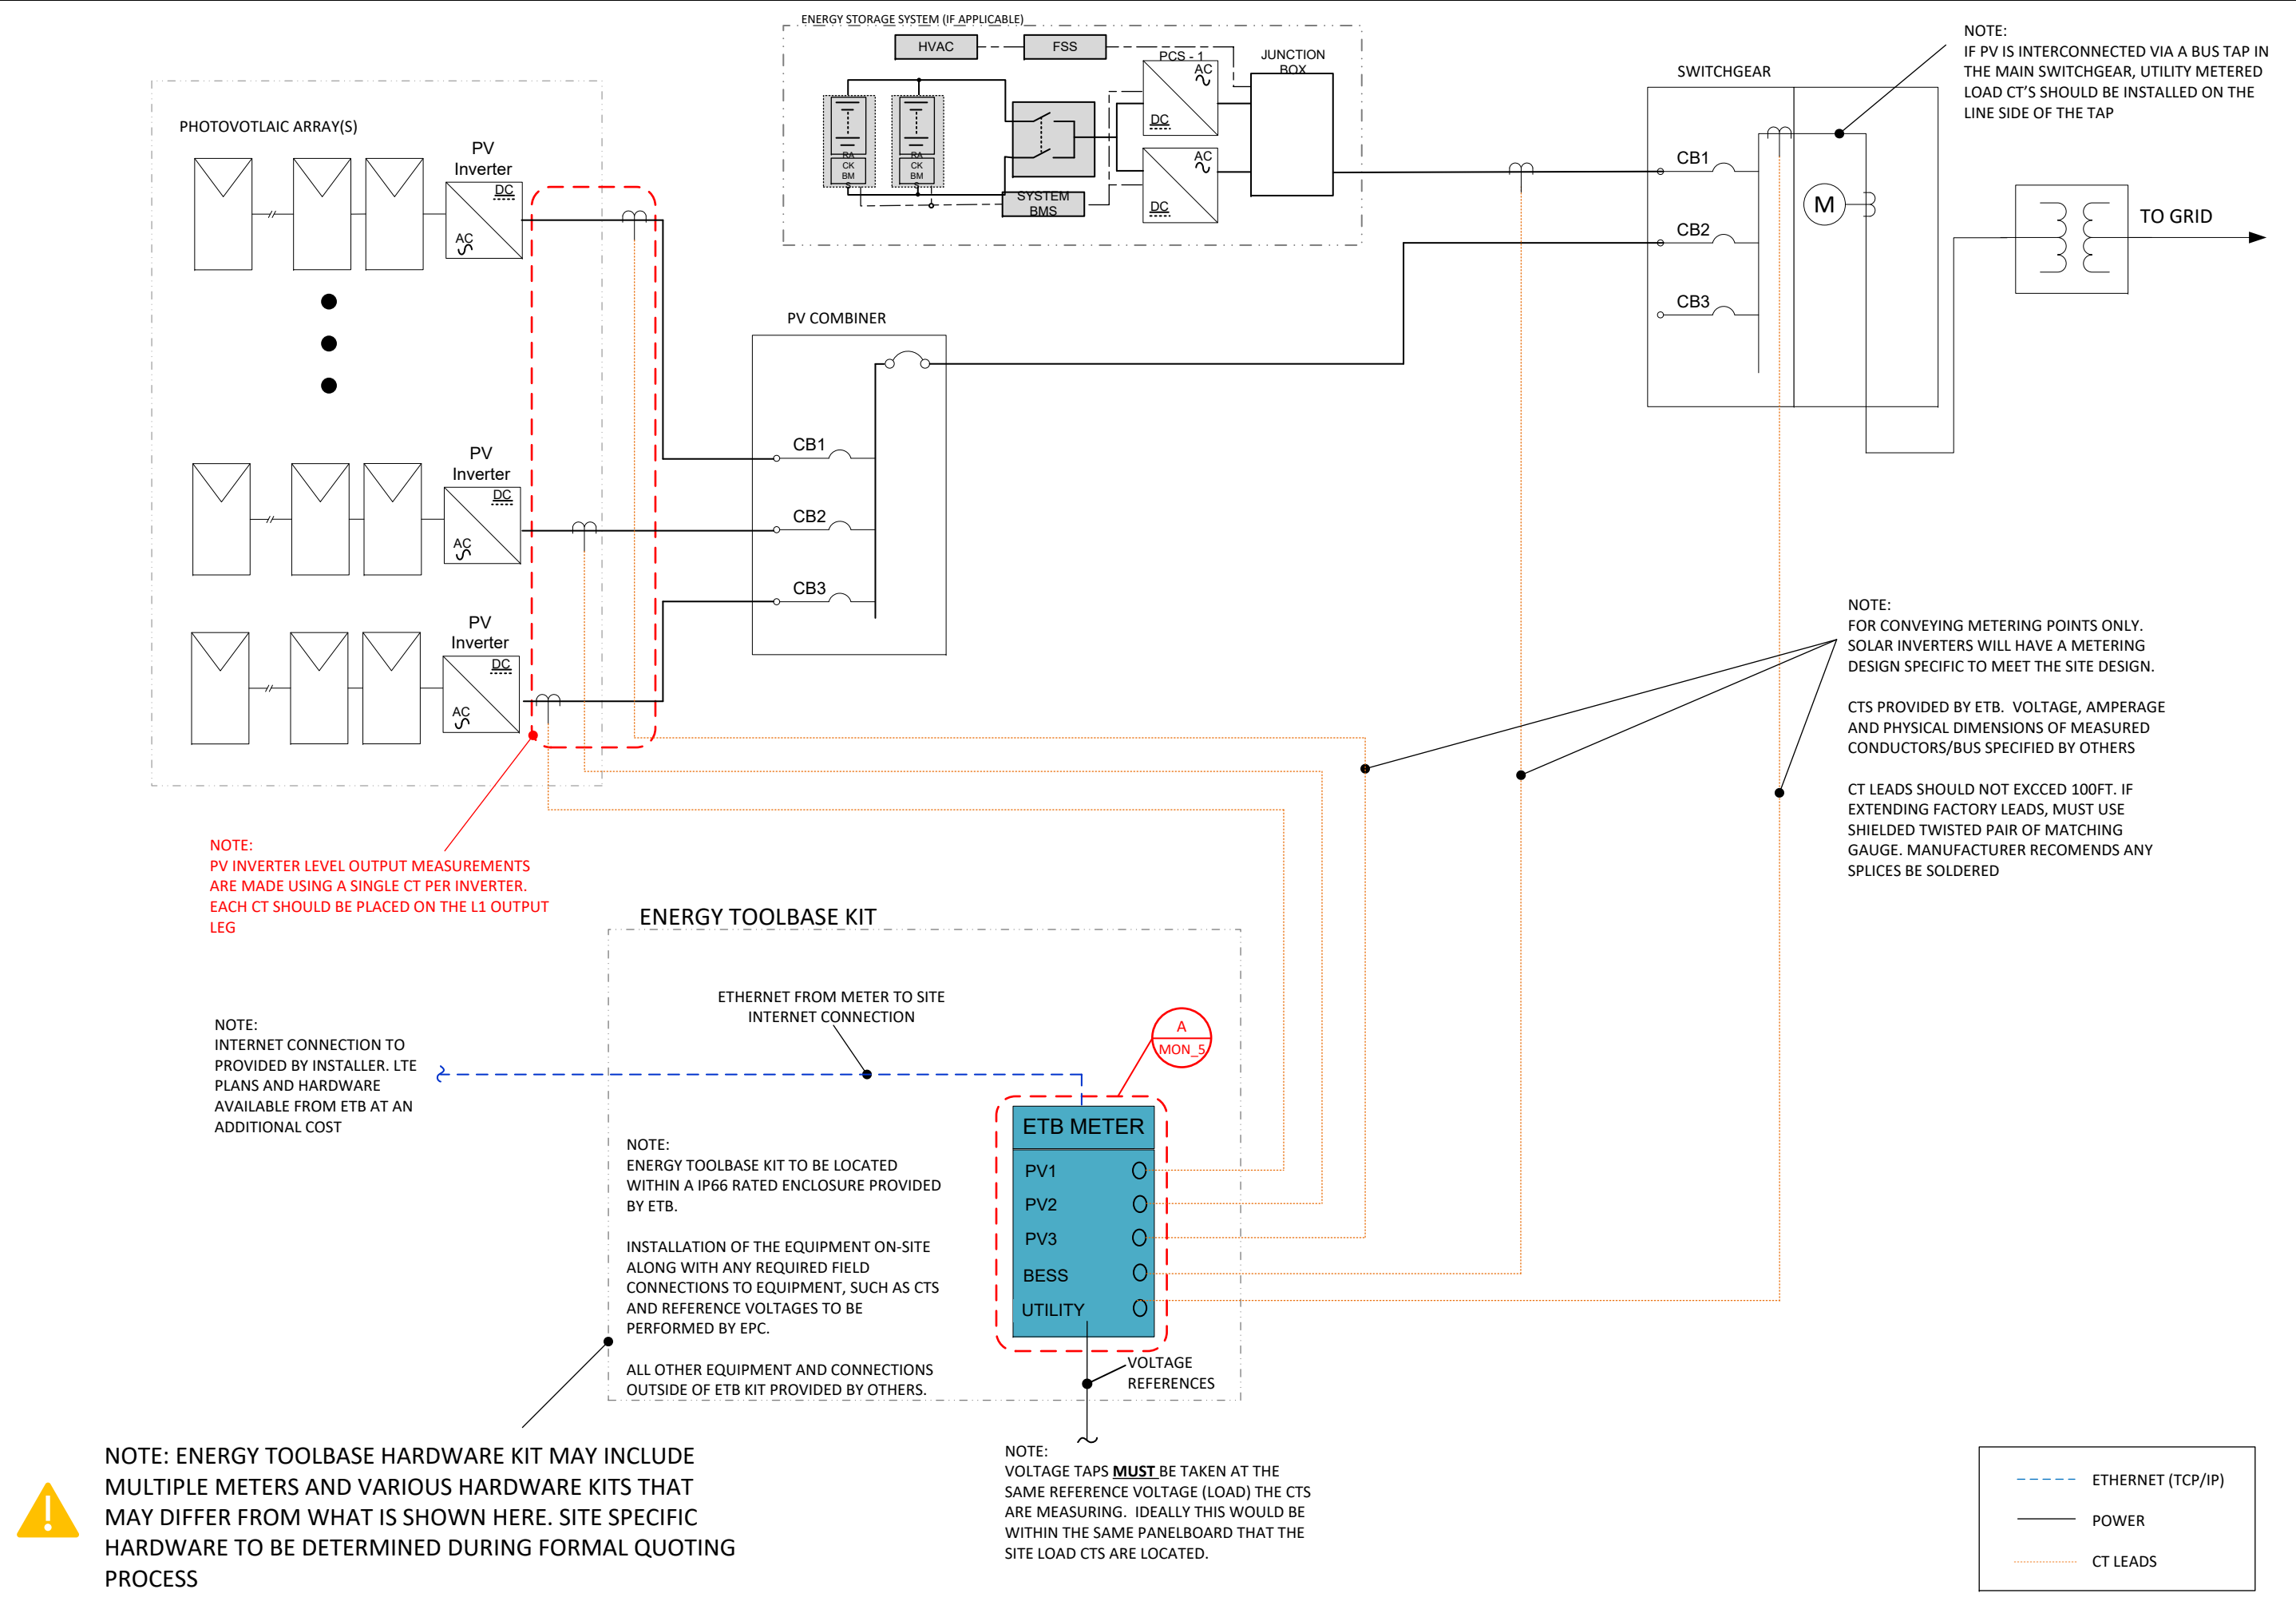 ENERGY STORAGE SYSTEM (IF APPLICABLE)
HVAC
FSS
PCS - 1
JUNCTION
BOX
AC
DC
AC
DC
RA
CK
BM
S
RA
CK
BM
S
SYSTEM
BMS
NOTE:
IF PV IS INTERCONNECTED VIA A BUS TAP IN
THE MAIN SWITCHGEAR, UTILITY METERED
LOAD CT'S SHOULD BE INSTALLED ON THE
LINE SIDE OF THE TAP
SWITCHGEAR
CB1
CB2
CB3
M
TO GRID
PHOTOVOTLAIC ARRAY(S)
PV
Inverter
DC
AC
PV
Inverter
DC
AC
PV
Inverter
DC
AC
PV COMBINER
CB1
CB2
CB3
NOTE:
FOR CONVEYING METERING POINTS ONLY.
SOLAR INVERTERS WILL HAVE A METERING
DESIGN SPECIFIC TO MEET THE SITE DESIGN.
CTS PROVIDED BY ETB.  VOLTAGE, AMPERAGE
AND PHYSICAL DIMENSIONS OF MEASURED
CONDUCTORS/BUS SPECIFIED BY OTHERS
CT LEADS SHOULD NOT EXCCED 100FT. IF
EXTENDING FACTORY LEADS, MUST USE
SHIELDED TWISTED PAIR OF MATCHING
GAUGE. MANUFACTURER RECOMENDS ANY
SPLICES BE SOLDERED
NOTE:
PV INVERTER LEVEL OUTPUT MEASUREMENTS
ARE MADE USING A SINGLE CT PER INVERTER.
EACH CT SHOULD BE PLACED ON THE L1 OUTPUT
LEG
ENERGY TOOLBASE KIT
ETHERNET FROM METER TO SITE
INTERNET CONNECTION
A
MON_5
NOTE:
INTERNET CONNECTION TO
PROVIDED BY INSTALLER. LTE
PLANS AND HARDWARE
AVAILABLE FROM ETB AT AN
ADDITIONAL COST
NOTE:
ENERGY TOOLBASE KIT TO BE LOCATED
WITHIN A IP66 RATED ENCLOSURE PROVIDED
BY ETB.
INSTALLATION OF THE EQUIPMENT ON-SITE
ALONG WITH ANY REQUIRED FIELD
CONNECTIONS TO EQUIPMENT, SUCH AS CTS
AND REFERENCE VOLTAGES TO BE
PERFORMED BY EPC.
ALL OTHER EQUIPMENT AND CONNECTIONS
OUTSIDE OF ETB KIT PROVIDED BY OTHERS.
ETB METER
PV1
PV2
PV3
BESS
UTILITY
VOLTAGE
REFERENCES
NOTE:
VOLTAGE TAPS MUST BE TAKEN AT THE
SAME REFERENCE VOLTAGE (LOAD) THE CTS
ARE MEASURING.  IDEALLY THIS WOULD BE
WITHIN THE SAME PANELBOARD THAT THE
SITE LOAD CTS ARE LOCATED.
NOTE: ENERGY TOOLBASE HARDWARE KIT MAY INCLUDE
MULTIPLE METERS AND VARIOUS HARDWARE KITS THAT
MAY DIFFER FROM WHAT IS SHOWN HERE. SITE SPECIFIC
HARDWARE TO BE DETERMINED DURING FORMAL QUOTING
PROCESS
ETHERNET (TCP/IP)
POWER
CT LEADS